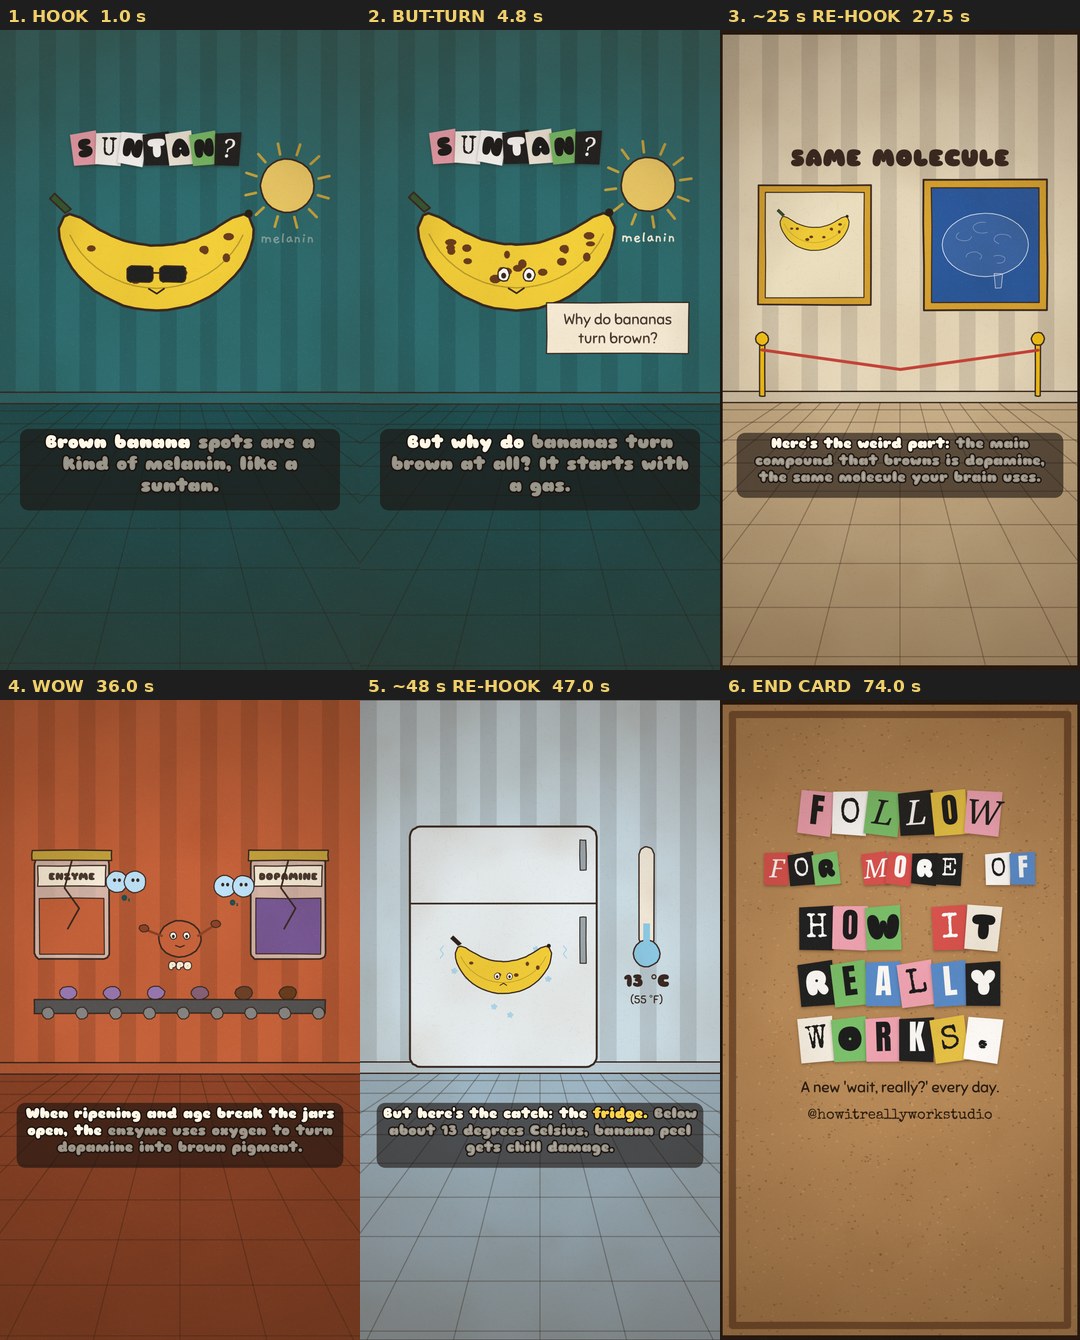 1. HOOK  1.0 s
SUNTAN?
melanin
Brown banana spots are a
kind of melanin, like a
suntan.
2. BUT-TURN  4.8 s
SUNTAN?
melanin
Why do bananas
turn brown?
But why do bananas turn
brown at all? It starts with
a gas.
3. ~25 s RE-HOOK  27.5 s
SAME MOLECULE
Here's the weird part: the main
compound that browns is dopamine,
the same molecule your brain uses.
4. WOW  36.0 s
ENZYME
DOPAMINE
PPO
When ripening and age break the jars
open, the enzyme uses oxygen to turn
dopamine into brown pigment.
5. ~48 s RE-HOOK  47.0 s
13 °C
(55 °F)
But here's the catch: the fridge. Below
about 13 degrees Celsius, banana peel
gets chill damage.
6. END CARD  74.0 s
FOLLOW
FOR MORE OF
HOW IT
REALLY
WORKS.
A new 'wait, really?' every day.
@howitreallyworkstudio